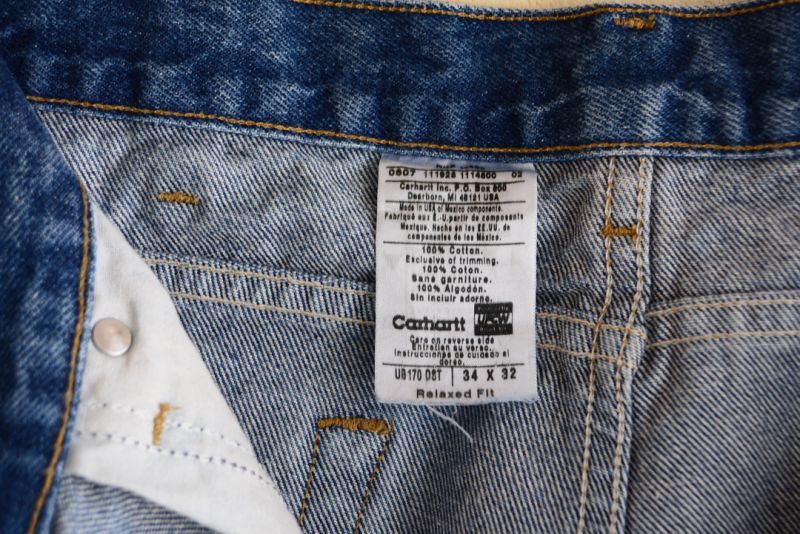 0607 111928 1114600 02
Carhartt Inc. P.O. Box 600
Dearborn, MI 48121 USA
Made in USA of Mexico components.
Fabriqué aux É.-U. partir de composants
Mexique. Hecho en los EE.UU. de
componentes de los México.
100% Cotton.
Exclusive of trimming.
100% Coton.
Sans garniture.
100% Algodón.
Sin incluir adorno.
Carhartt
Care on reverse side
Entretien au verso.
Instrucciones de cuidado al
dorso.
34 X 32
Relaxed Fit